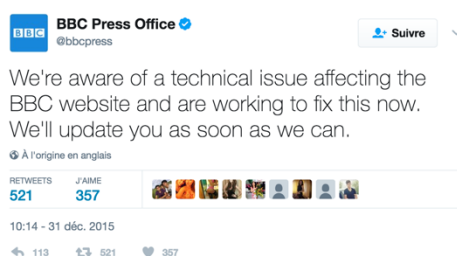 BBC
BBC Press Office
@bbcpress
Suivre
We're aware of a technical issue affecting the
BBC website and are working to fix this now.
We'll update you as soon as we can.
À l'origine en anglais
RETWEETS J'AIME
521 357
10:14 - 31 déc. 2015
113 521 357